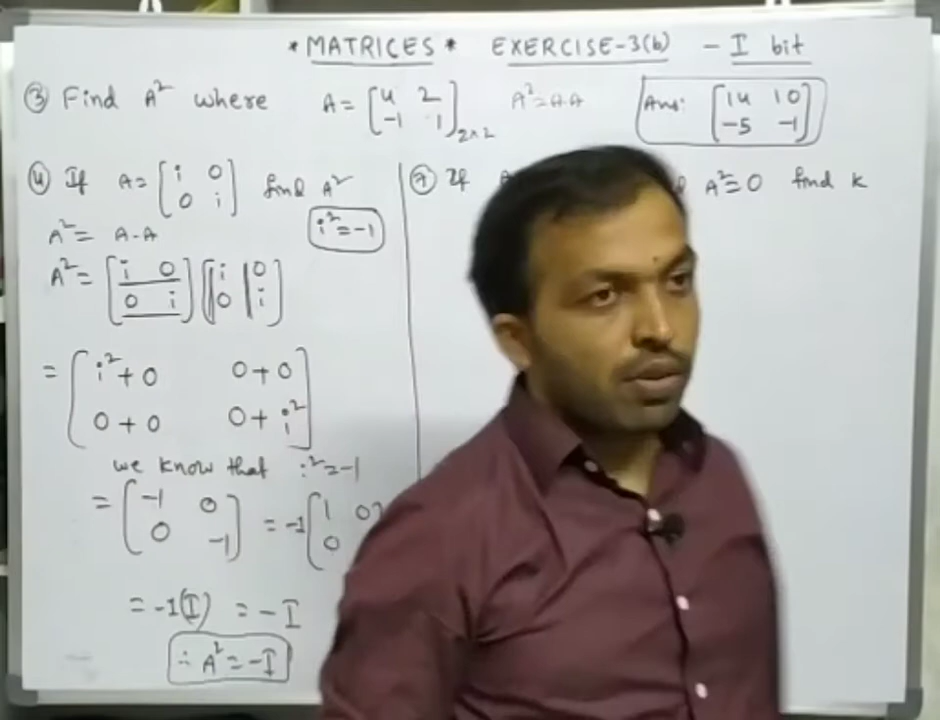 *MATRICES* EXERCISE-3(b) - I bit
③ Find A² where A = [4 2
-1 1]2×2 A²=A.A Ans: [14 10
-5 -1]
④ If A = [i 0
0 i] find A²
A² = A.A i²=-1
A² = [i 0
0 i] [i 0
0 i]
= [i²+0 0+0
0+0 0+i²]
we know that i²=-1
= [-1 0
0 -1] = -1[1 0
0
= -1(I) = -I
∴ A² = -I
⑦ If A²=0 find k